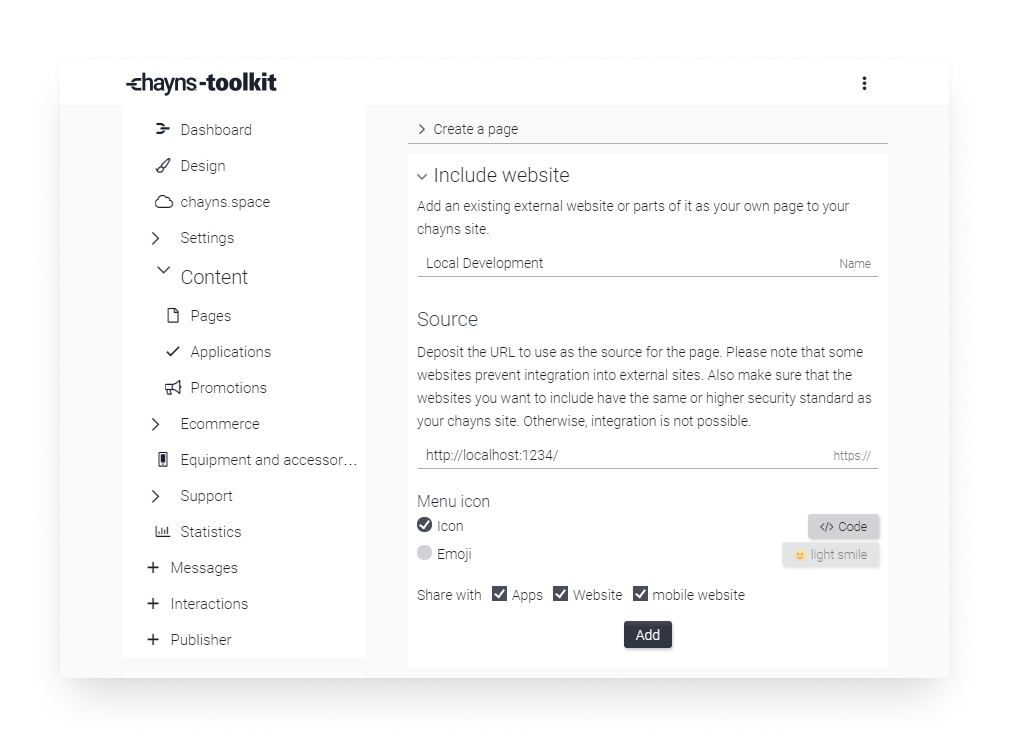 chayns-toolkit
Dashboard
Design
chayns.space
Settings
Content
Pages
Applications
Promotions
Ecommerce
Equipment and accessor...
Support
Statistics
Messages
Interactions
Publisher
Create a page
Include website
Add an existing external website or parts of it as your own page to your
chayns site.
Local Development Name
Source
Deposit the URL to use as the source for the page. Please note that some
websites prevent integration into external sites. Also make sure that the
websites you want to include have the same or higher security standard as
your chayns site. Otherwise, integration is not possible.
http://localhost:1234/ https://
Menu icon
Icon </> Code
Emoji light smile
Share with Apps Website mobile website
Add